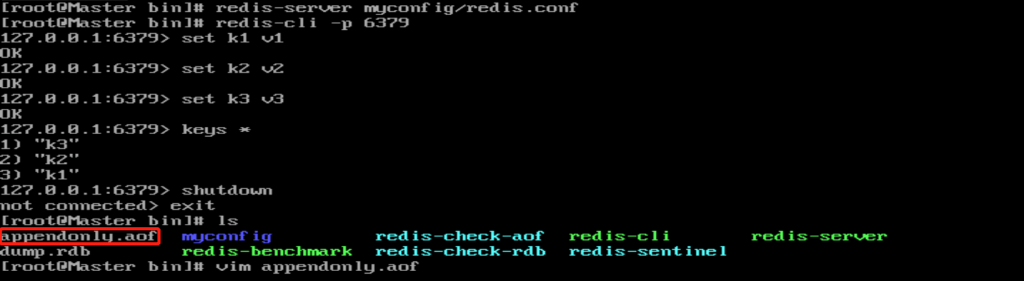 [root@Master bin]# redis-server myconfig/redis.conf
[root@Master bin]# redis-cli -p 6379
127.0.0.1:6379> set k1 v1
OK
127.0.0.1:6379> set k2 v2
OK
127.0.0.1:6379> set k3 v3
OK
127.0.0.1:6379> keys *
1) "k3"
2) "k2"
3) "k1"
127.0.0.1:6379> shutdown
not connected> exit
[root@Master bin]# ls
appendonly.aof myconfig redis-check-aof redis-cli redis-server
dump.rdb redis-benchmark redis-check-rdb redis-sentinel
[root@Master bin]# vim appendonly.aof